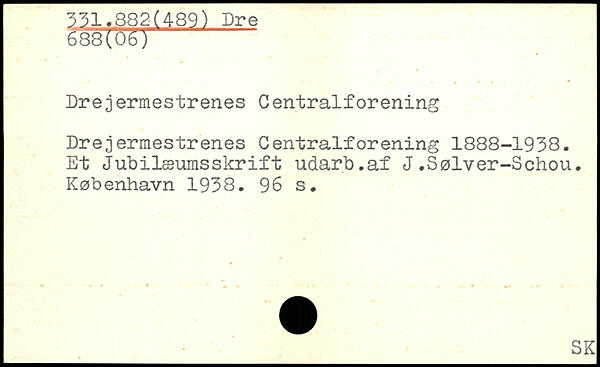 331.882(489) Dre
688(06)
Drejermestrenes Centralforening
Drejermestrenes Centralforening 1888-1938.
Et Jubilæumsskrift udarb.af J.Sølver-Schou.
København 1938. 96 s.
SK